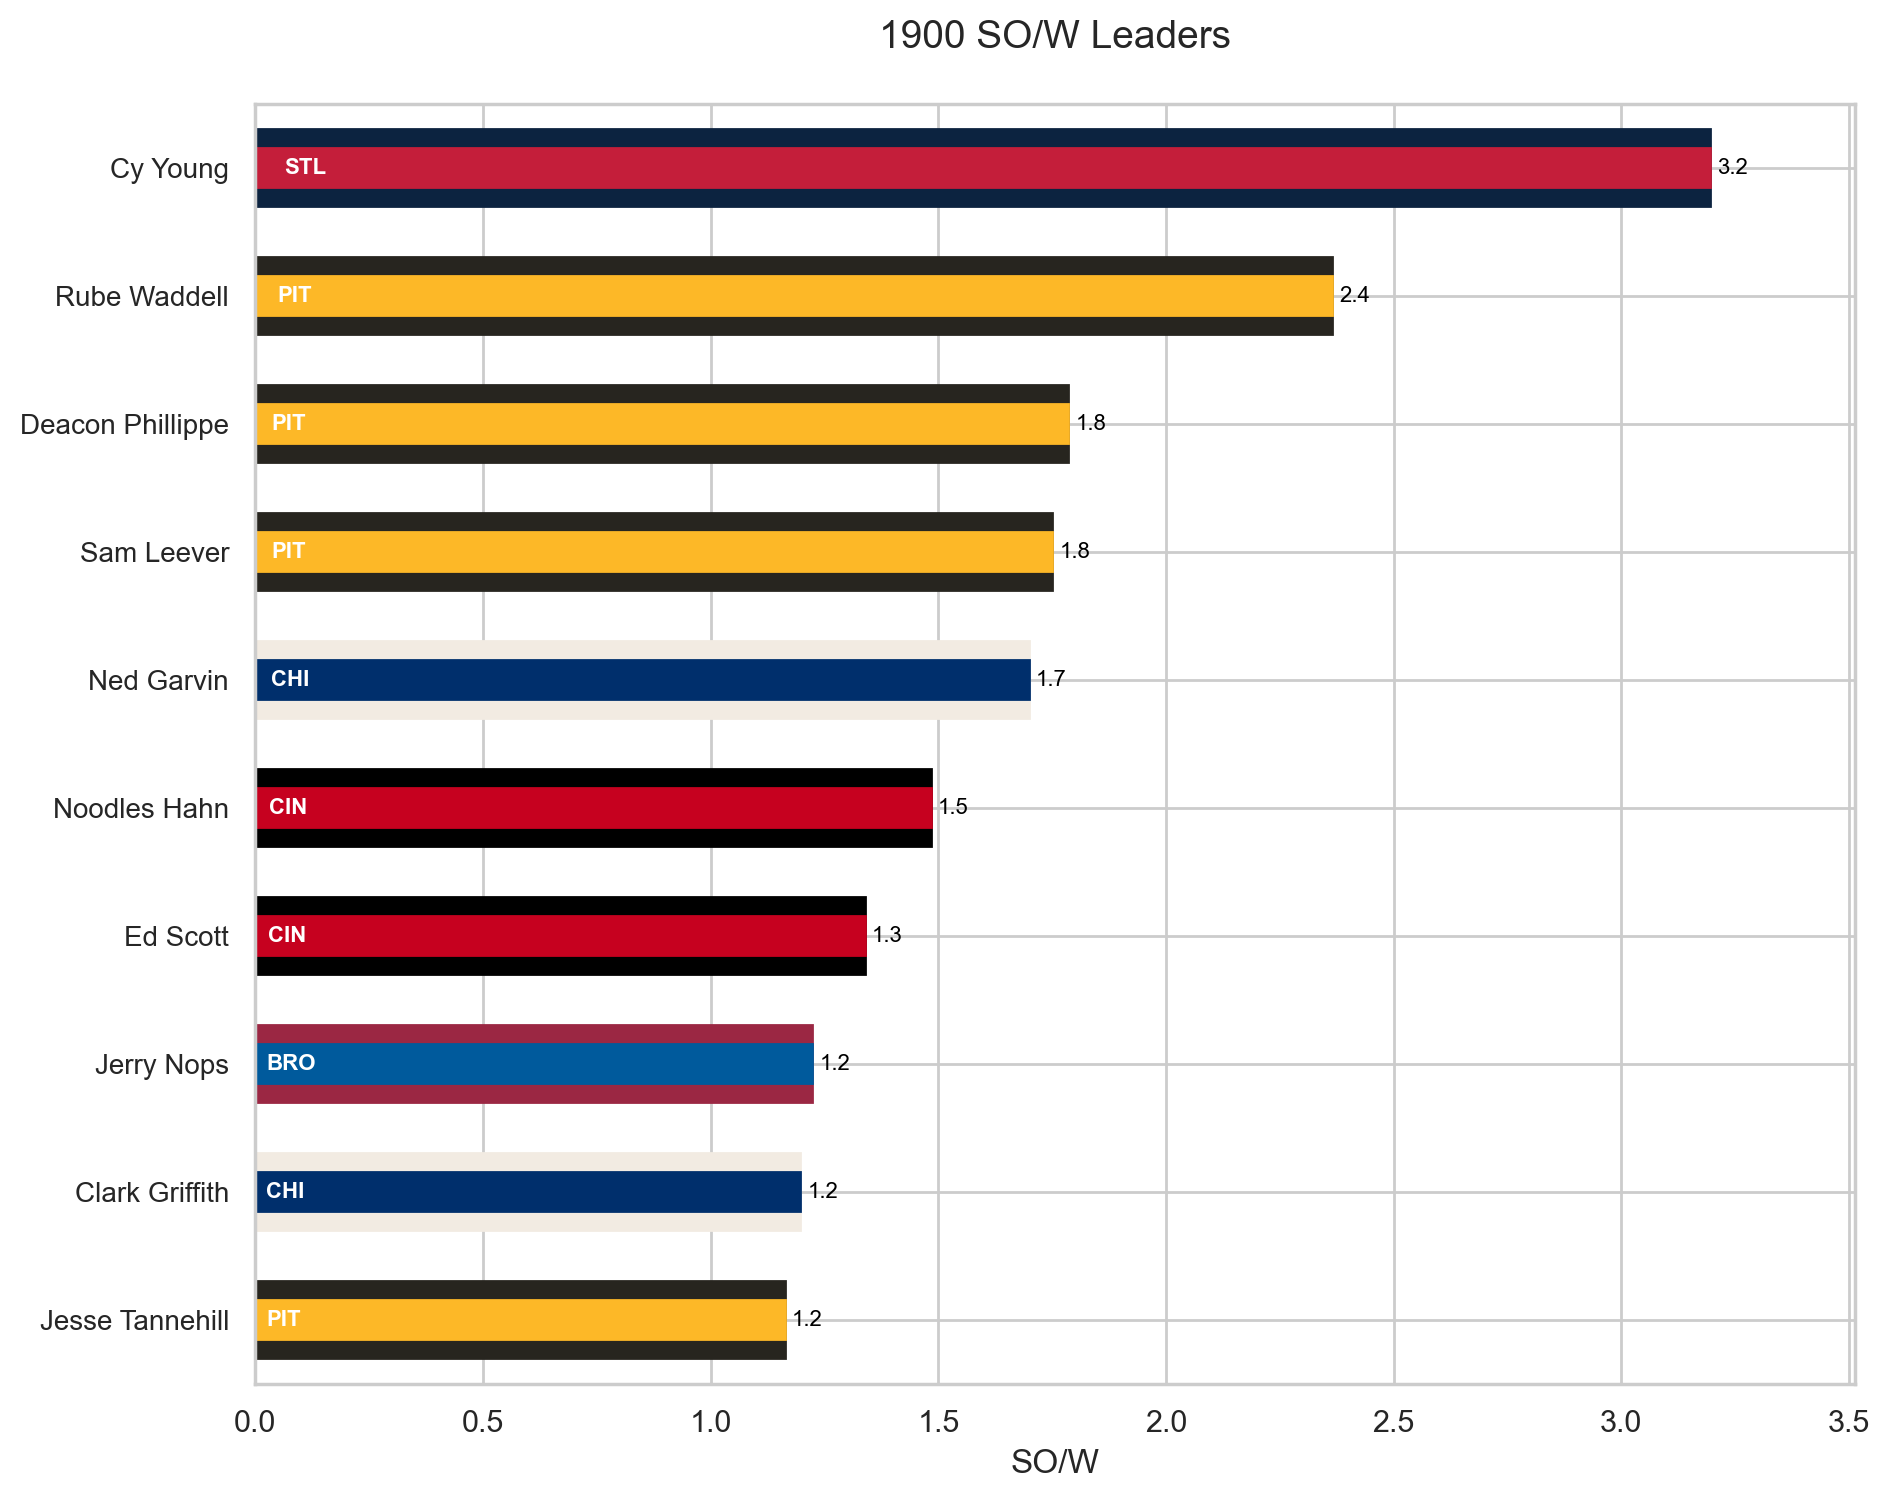 1900 SO/W Leaders
Cy Young STL 3.2
Rube Waddell PIT 2.4
Deacon Phillippe PIT 1.8
Sam Leever PIT 1.8
Ned Garvin CHI 1.7
Noodles Hahn CIN 1.5
Ed Scott CIN 1.3
Jerry Nops BRO 1.2
Clark Griffith CHI 1.2
Jesse Tannehill PIT 1.2
0.0 0.5 1.0 1.5 2.0 2.5 3.0 3.5
SO/W